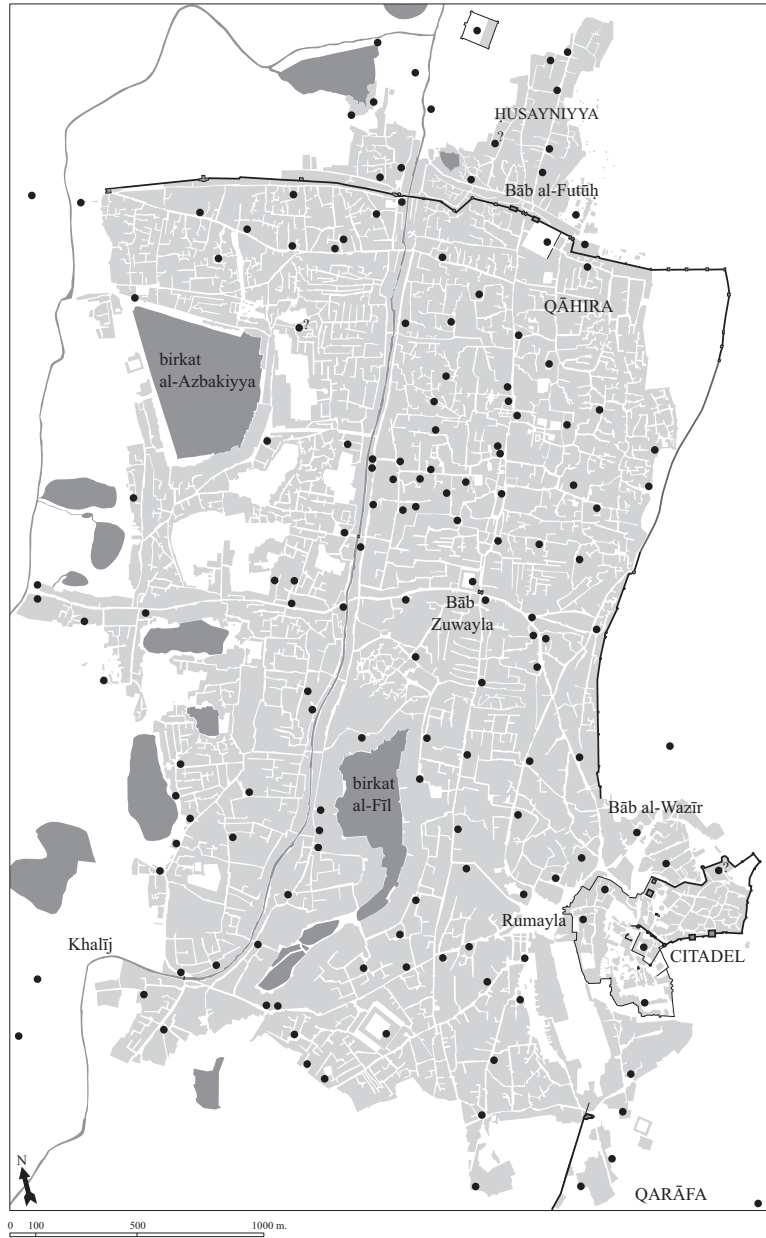 ḤUSAYNIYYA
?
Bāb al-Futūḥ
QĀHIRA
?
birkat
al-Azbakiyya
Bāb
Zuwayla
birkat
al-Fīl
Bāb al-Wazīr
?
Rumayla
Khalīj
CITADEL
N
QARĀFA
0 100 500 1000 m.